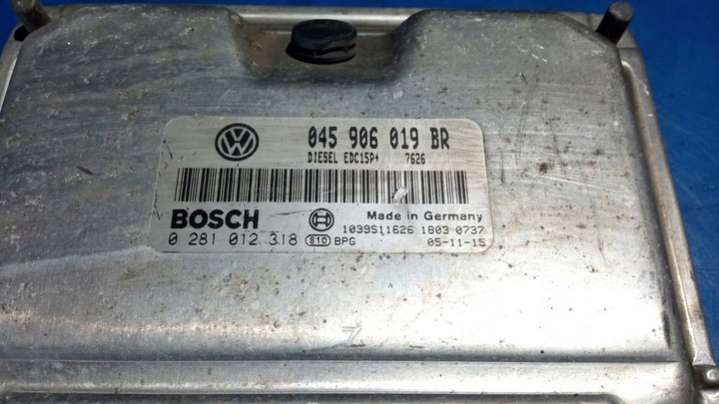 045 906 019 BR
DIESEL EDC15P+ 7626
BOSCH Made in Germany
1039S11626 1803 0737
0 281 012 318 S10 BPG 05-11-15